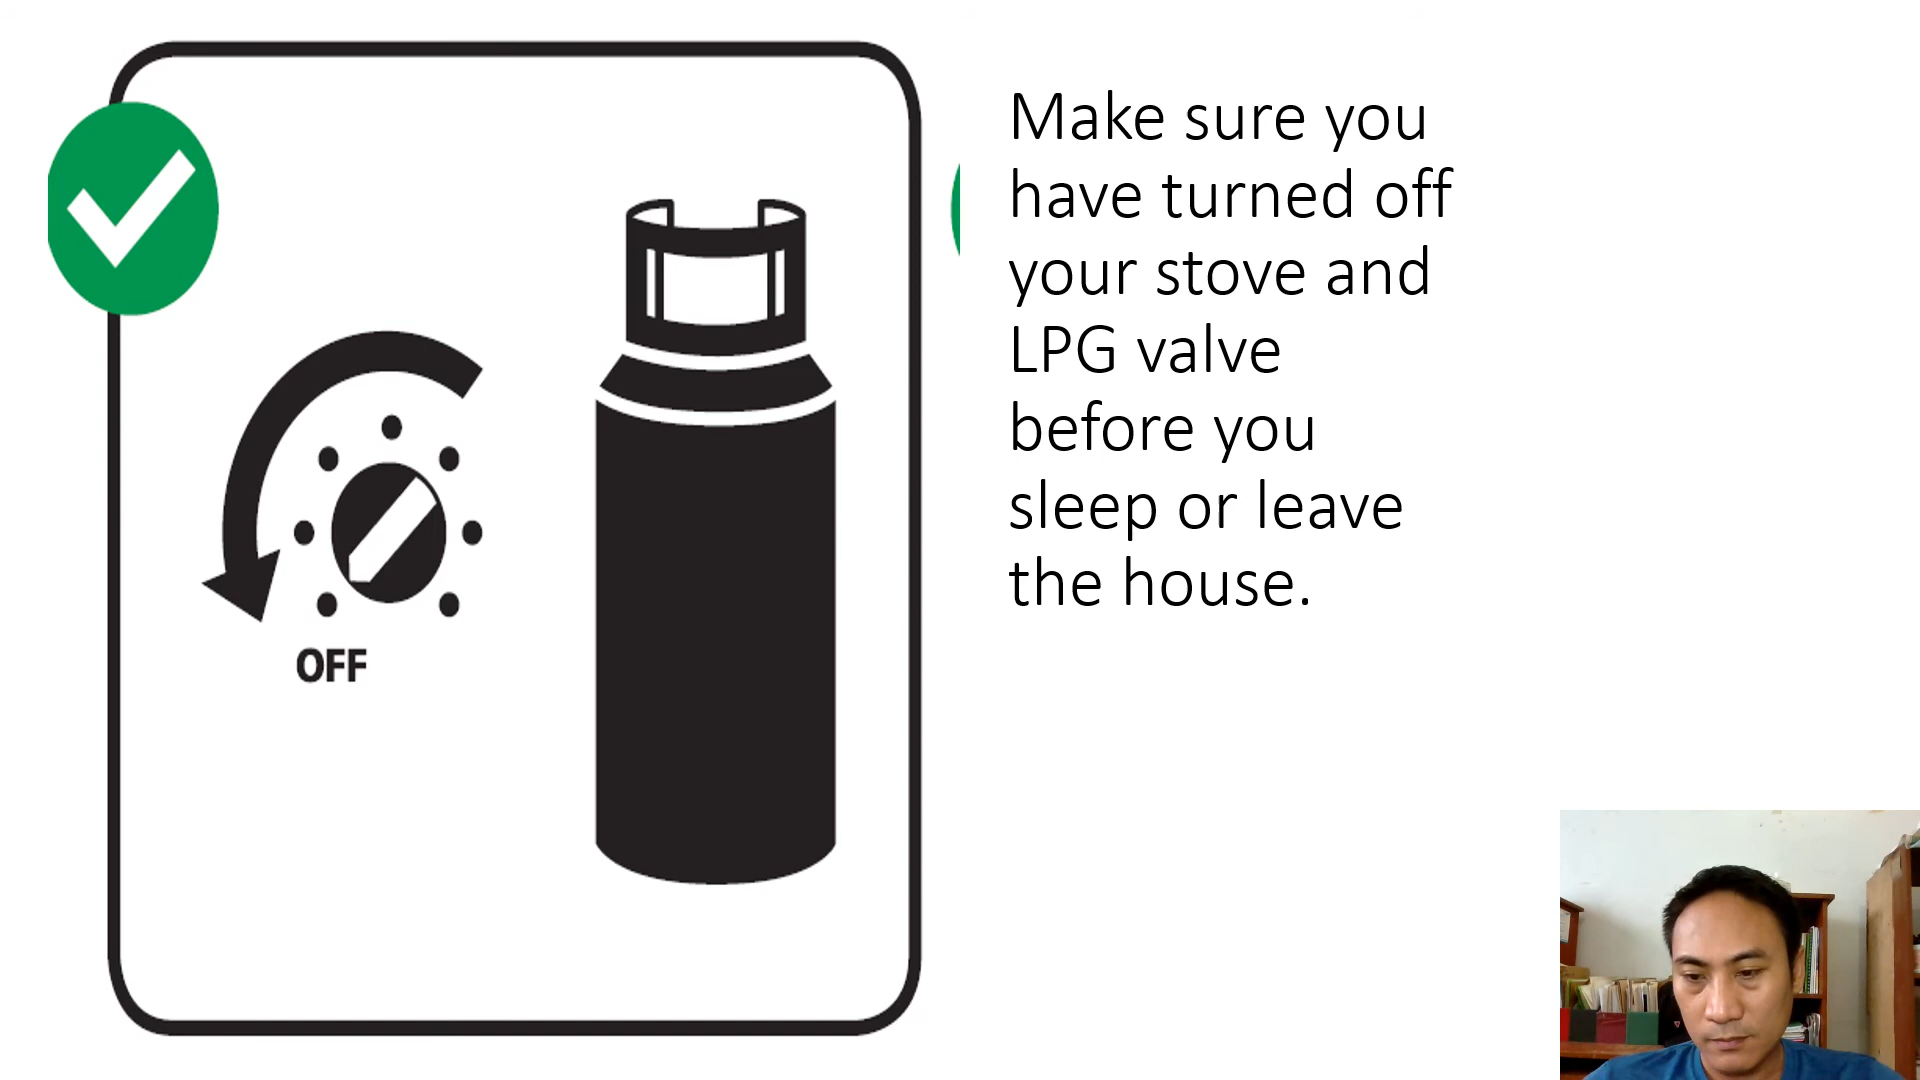 Make sure you
have turned off
your stove and
LPG valve
before you
sleep or leave
the house.
OFF